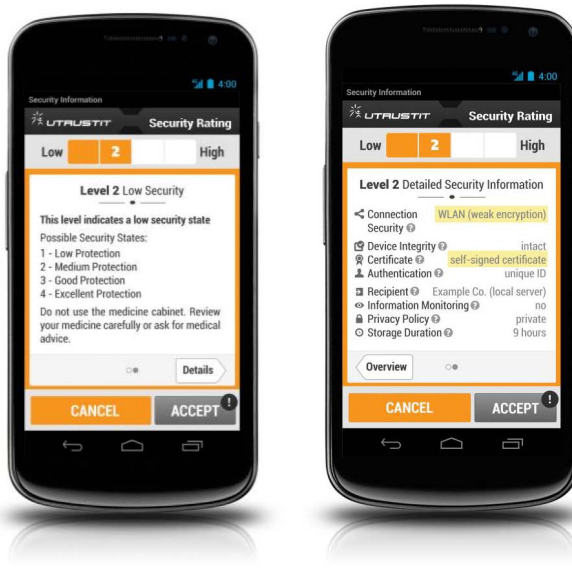 4:00
Security Information
UTRUSTIT Security Rating
Low 2 High
Level 2 Low Security
This level indicates a low security state
Possible Security States:
1 - Low Protection
2 - Medium Protection
3 - Good Protection
4 - Excellent Protection
Do not use the medicine cabinet. Review
your medicine carefully or ask for medical
advice.
Details
CANCEL ACCEPT !
4:00
Security Information
UTRUSTIT Security Rating
Low 2 High
Level 2 Detailed Security Information
Connection WLAN (weak encryption)
Security ?
Device Integrity ? intact
Certificate ? self-signed certificate
Authentication ? unique ID
Recipient ? Example Co. (local server)
Information Monitoring ? no
Privacy Policy ? private
Storage Duration ? 9 hours
Overview
CANCEL ACCEPT !